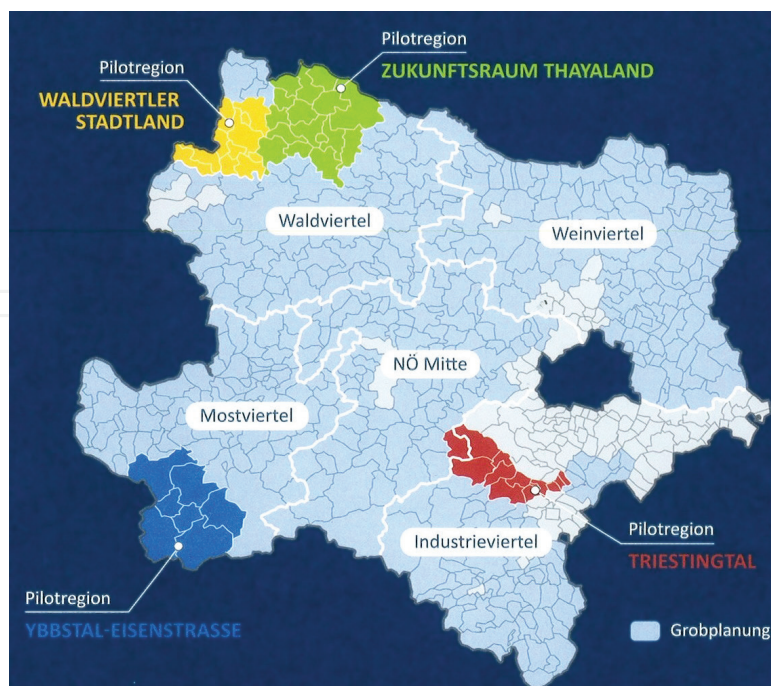 Pilotregion
ZUKUNFTSRAUM THAYALAND
Pilotregion
WALDVIERTLER
STADTLAND
Waldviertel
Weinviertel
NÖ Mitte
Mostviertel
Industrieviertel
Pilotregion
TRIESTINGTAL
Pilotregion
YBBSTAL-EISENSTRASSE
Grobplanung